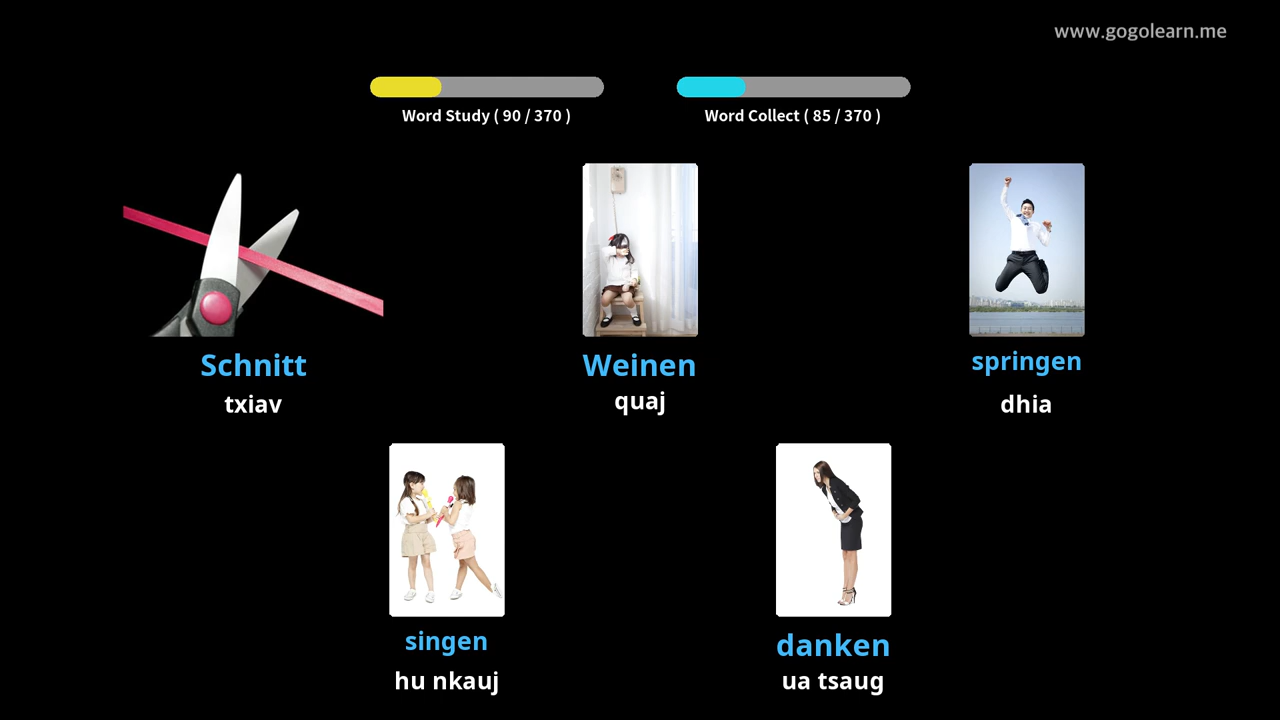 www.gogolearn.me
Word Study ( 90 / 370 )
Word Collect ( 85 / 370 )
Schnitt
txiav
Weinen
quaj
springen
dhia
singen
hu nkauj
danken
ua tsaug